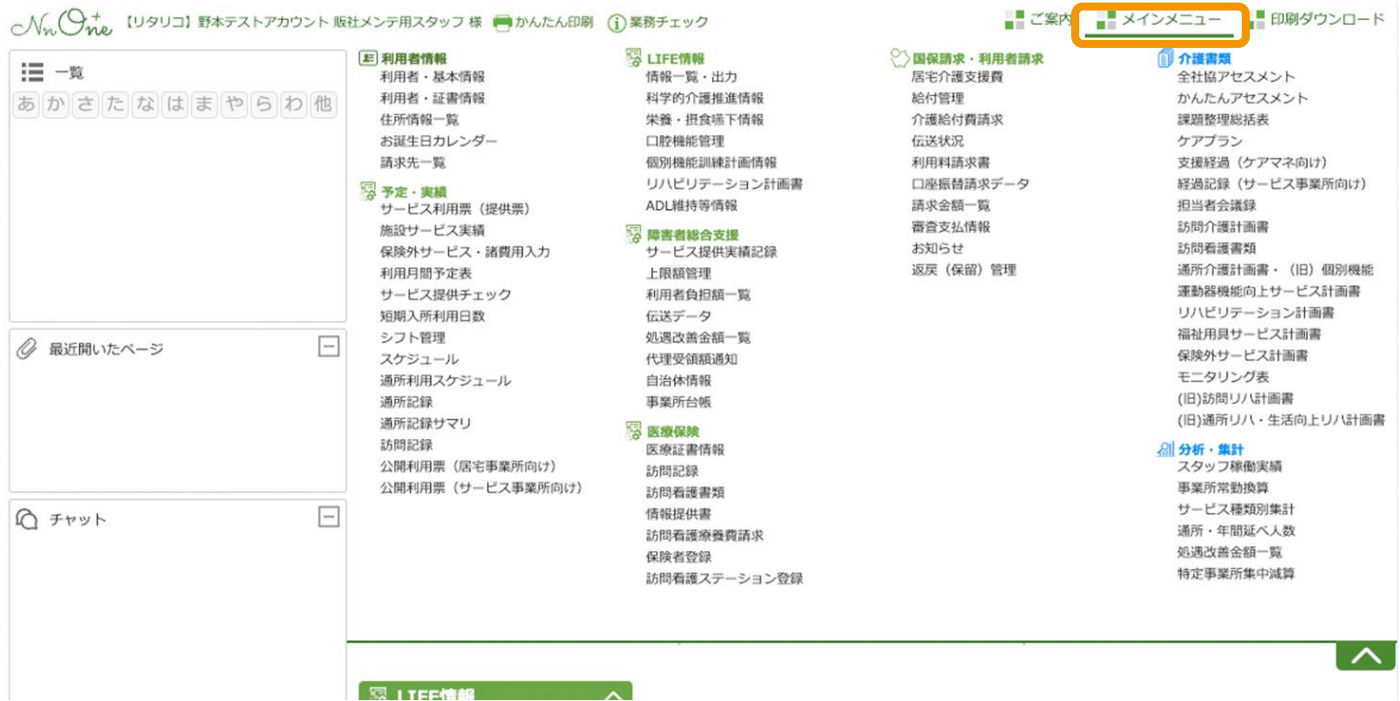 NnOne
【リタリコ】野本テストアカウント 販社メンテ用スタッフ 様 かんたん印刷 業務チェック
ご案内 メインメニュー 印刷ダウンロード
一覧
あ か さ た な は ま や ら わ 他
最近開いたページ
チャット
利用者情報
利用者・基本情報
利用者・証書情報
住所情報一覧
お誕生日カレンダー
請求先一覧
予定・実績
サービス利用票（提供票）
施設サービス実績
保険外サービス・諸費用入力
利用月間予定表
サービス提供チェック
短期入所利用日数
シフト管理
スケジュール
通所利用スケジュール
通所記録
通所記録サマリ
訪問記録
公開利用票（居宅事業所向け）
公開利用票（サービス事業所向け）
LIFE情報
情報一覧・出力
科学的介護推進情報
栄養・摂食嚥下情報
口腔機能管理
個別機能訓練計画情報
リハビリテーション計画書
ADL維持等情報
障害者総合支援
サービス提供実績記録
上限額管理
利用者負担額一覧
伝送データ
処遇改善金額一覧
代理受領額通知
自治体情報
事業所台帳
医療保険
医療証書情報
訪問記録
訪問看護書類
情報提供書
訪問看護療養費請求
保険者登録
訪問看護ステーション登録
国保請求・利用者請求
居宅介護支援費
給付管理
介護給付費請求
伝送状況
利用料請求書
口座振替請求データ
請求金額一覧
審査支払情報
お知らせ
返戻（保留）管理
介護書類
全社協アセスメント
かんたんアセスメント
課題整理総括表
ケアプラン
支援経過（ケアマネ向け）
経過記録（サービス事業所向け）
担当者会議録
訪問介護計画書
訪問看護書類
通所介護計画書・（旧）個別機能
運動器機能向上サービス計画書
リハビリテーション計画書
福祉用具サービス計画書
保険外サービス計画書
モニタリング表
(旧)訪問リハ計画書
(旧)通所リハ・生活向上リハ計画書
分析・集計
スタッフ稼働実績
事業所常勤換算
サービス種類別集計
通所・年間延べ人数
処遇改善金額一覧
特定事業所集中減算
LIFE情報